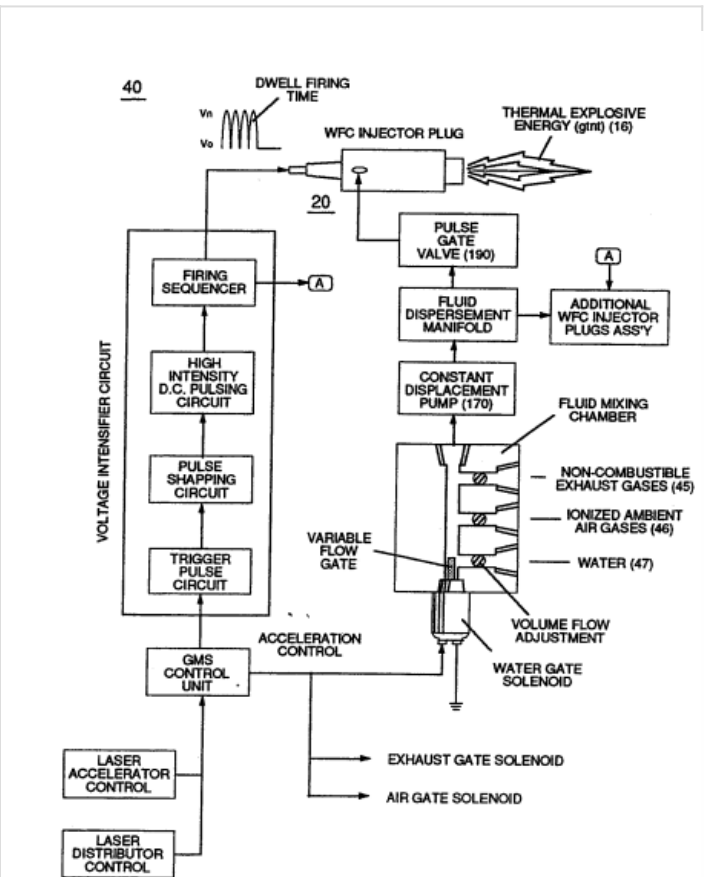 40
DWELL FIRING
TIME
Vn
Vo
WFC INJECTOR PLUG
THERMAL EXPLOSIVE
ENERGY (gtnt) (16)
20
PULSE
GATE
VALVE (190)
FIRING
SEQUENCER
A
A
FLUID
DISPERSEMENT
MANIFOLD
ADDITIONAL
WFC INJECTOR
PLUGS ASS'Y
VOLTAGE INTENSIFIER CIRCUIT
HIGH
INTENSITY
D.C. PULSING
CIRCUIT
CONSTANT
DISPLACEMENT
PUMP (170)
FLUID MIXING
CHAMBER
PULSE
SHAPPING
CIRCUIT
NON-COMBUSTIBLE
EXHAUST GASES (45)
IONIZED AMBIENT
AIR GASES (46)
VARIABLE
FLOW
GATE
WATER (47)
TRIGGER
PULSE
CIRCUIT
VOLUME FLOW
ADJUSTMENT
ACCELERATION
CONTROL
WATER GATE
SOLENOID
GMS
CONTROL
UNIT
EXHAUST GATE SOLENOID
LASER
ACCELERATOR
CONTROL
AIR GATE SOLENOID
LASER
DISTRIBUTOR
CONTROL